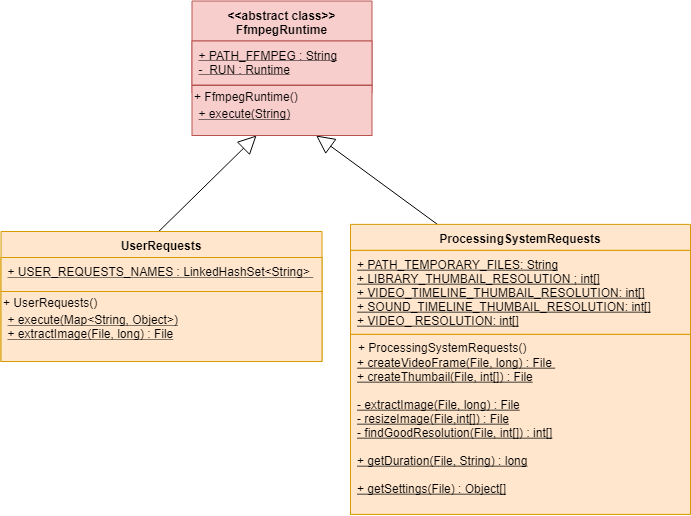 <<abstract class>>
FfmpegRuntime
+ PATH_FFMPEG : String
- RUN : Runtime
+ FfmpegRuntime()
+ execute(String)
UserRequests
+ USER_REQUESTS_NAMES : LinkedHashSet<String>
+ UserRequests()
+ execute(Map<String, Object>)
+ extractImage(File, long) : File
ProcessingSystemRequests
+ PATH_TEMPORARY_FILES: String
+ LIBRARY_THUMBAIL_RESOLUTION ; int[]
+ VIDEO_TIMELINE_THUMBAIL_RESOLUTION: int[]
+ SOUND_TIMELINE_THUMBAIL_RESOLUTION: int[]
+ VIDEO_ RESOLUTION: int[]
+ ProcessingSystemRequests()
+ createVideoFrame(File, long) : File
+ createThumbail(File, int[]) : File
- extractImage(File, long) : File
- resizeImage(File,int[]) : File
- findGoodResolution(File, int[]) : int[]
+ getDuration(File, String) : long
+ getSettings(File) : Object[]